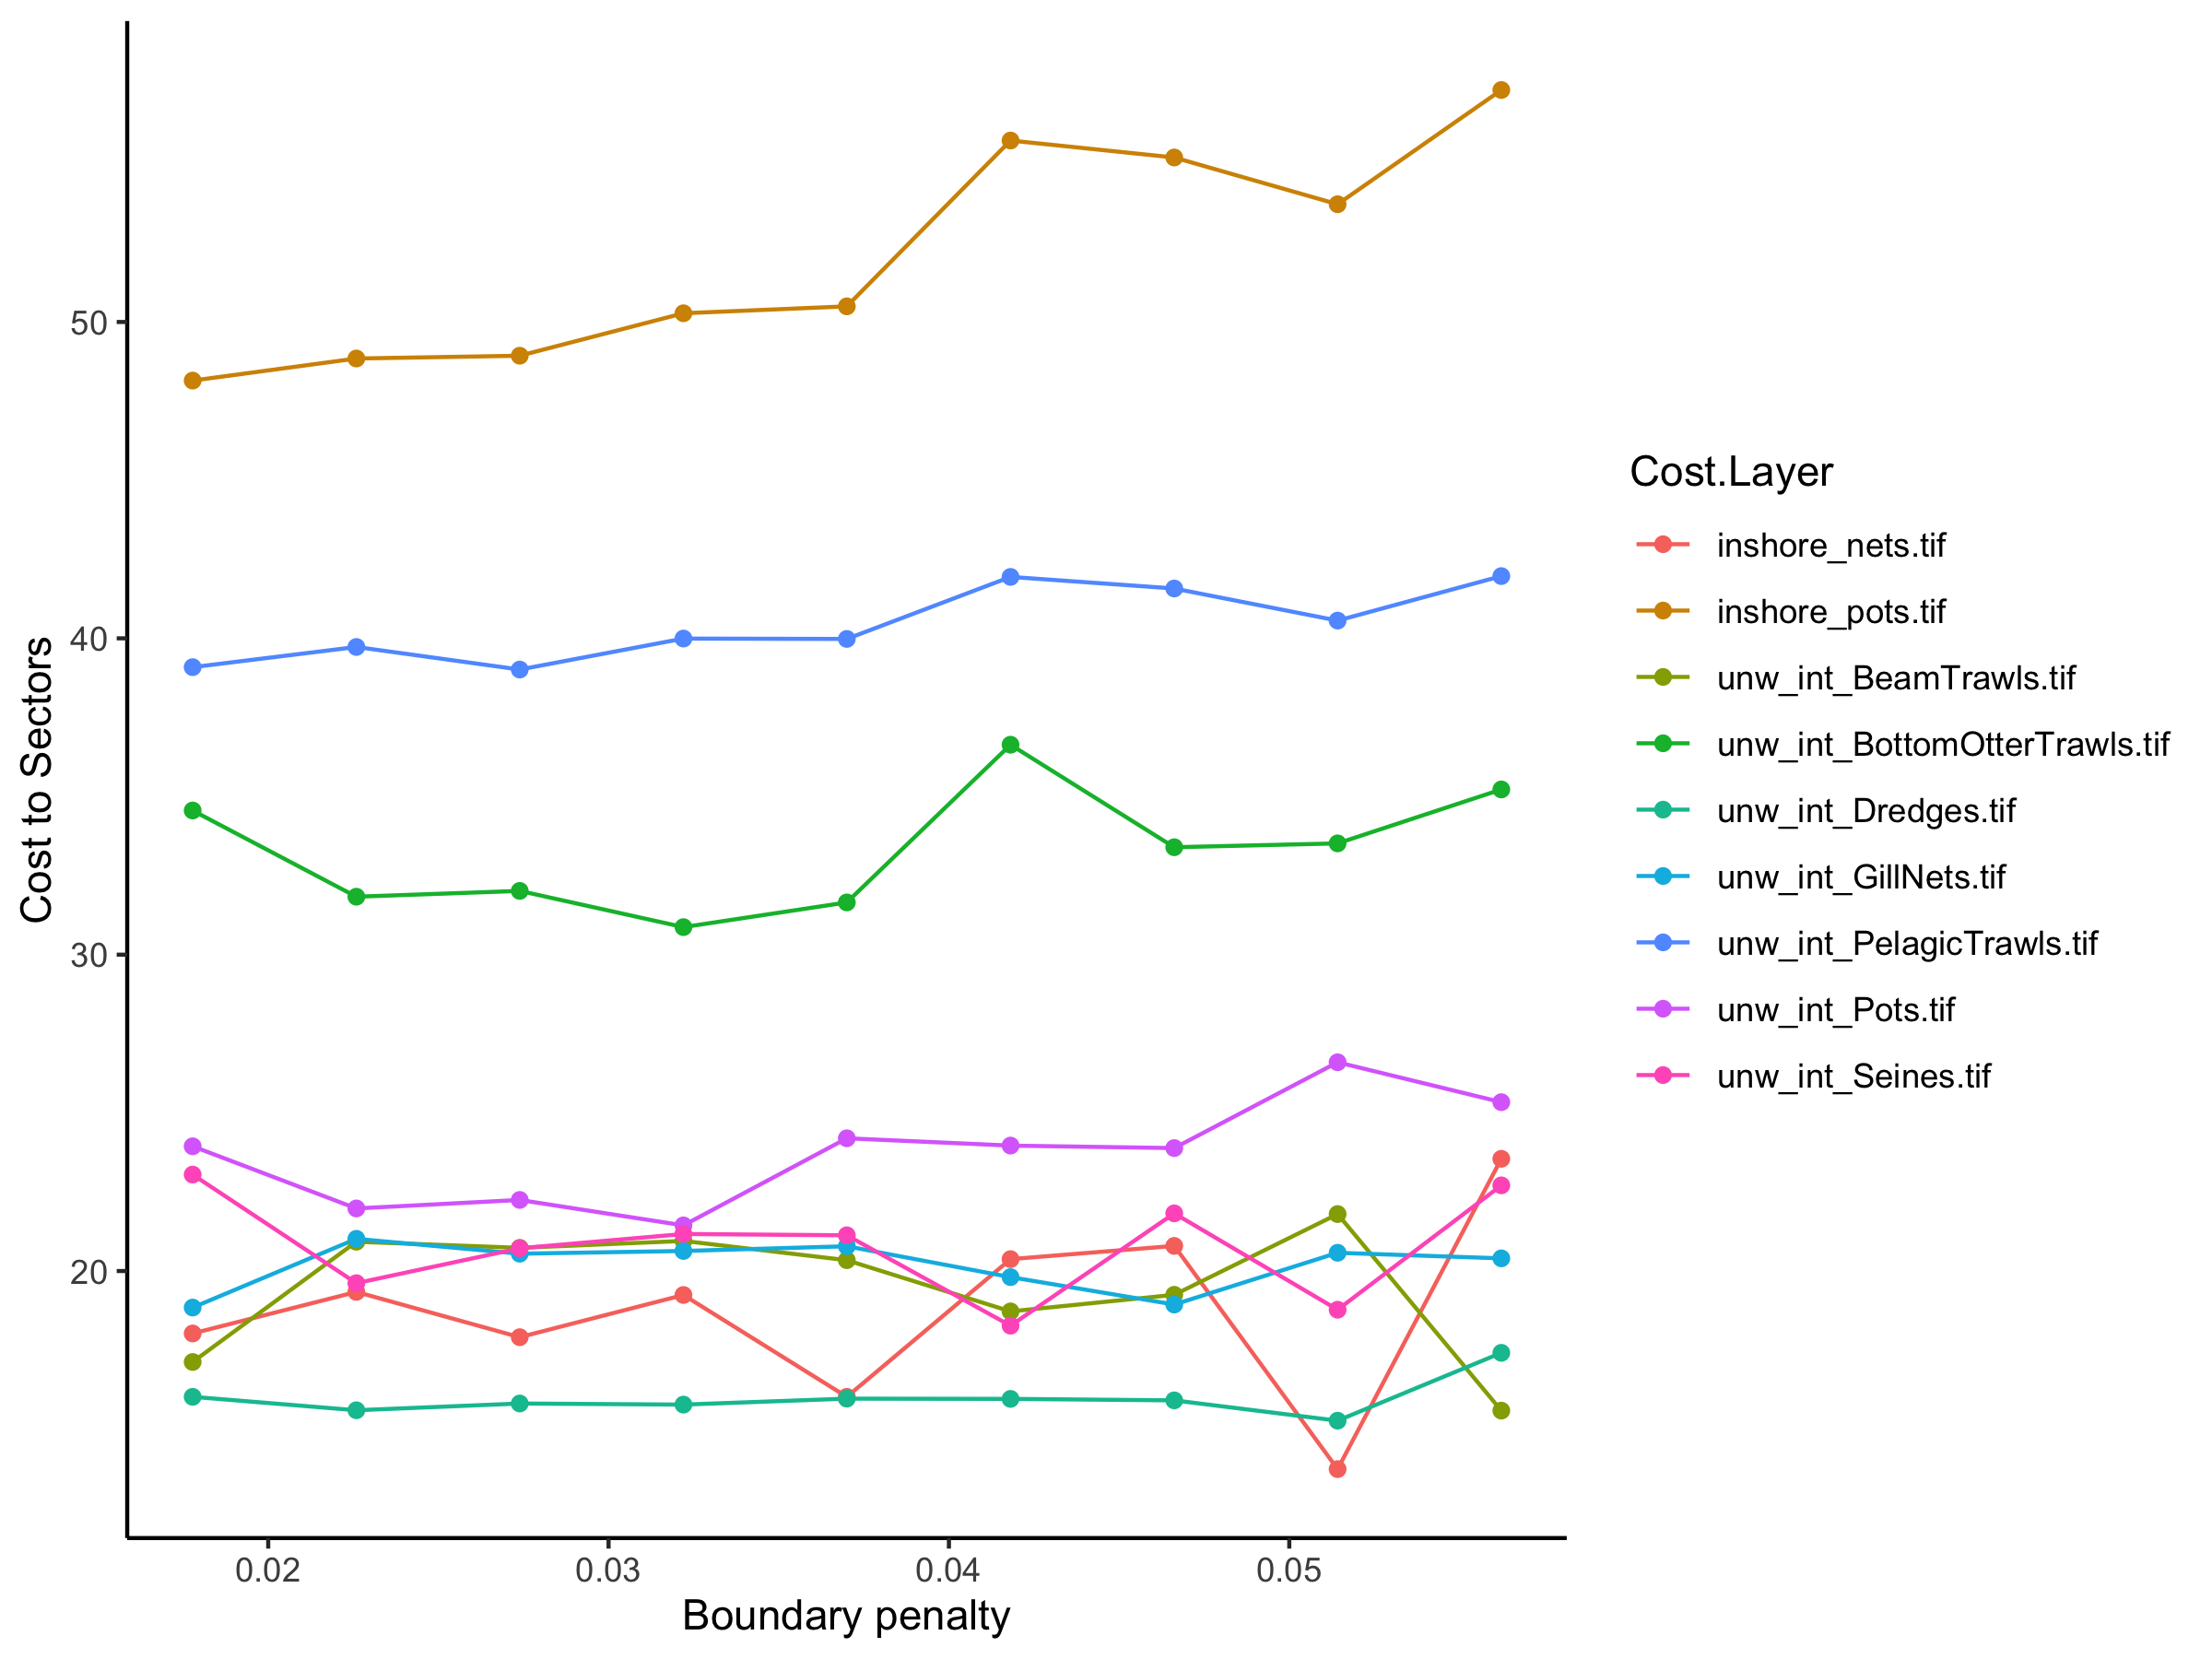 Cost to Sectors
50
40
30
20
0.02 0.03 0.04 0.05
Boundary penalty
Cost.Layer
inshore_nets.tif
inshore_pots.tif
unw_int_BeamTrawls.tif
unw_int_BottomOtterTrawls.tif
unw_int_Dredges.tif
unw_int_GillNets.tif
unw_int_PelagicTrawls.tif
unw_int_Pots.tif
unw_int_Seines.tif